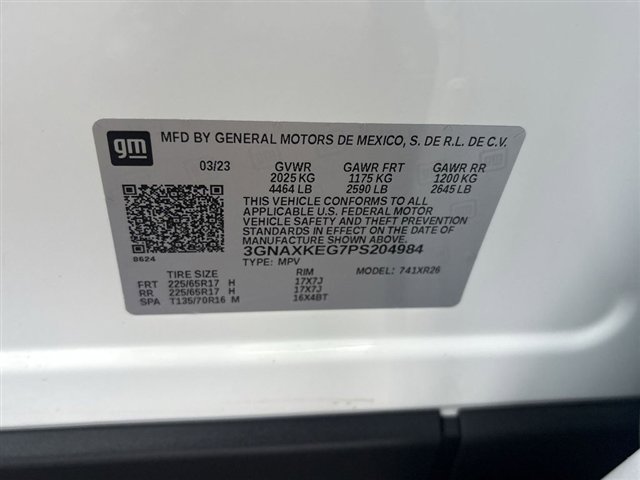 gm
MFD BY GENERAL MOTORS DE MEXICO, S. DE R.L. DE C.V.
03/23 GVWR GAWR FRT GAWR RR
2025 KG 1175 KG 1200 KG
4464 LB 2590 LB 2645 LB
THIS VEHICLE CONFORMS TO ALL
APPLICABLE U.S. FEDERAL MOTOR
VEHICLE SAFETY AND THEFT PREVENTION
STANDARDS IN EFFECT ON THE DATE OF
MANUFACTURE SHOWN ABOVE.
3GNAXKEG7PS204984
8624
TYPE: MPV MODEL: 741XR26
TIRE SIZE RIM
FRT 225/65R17 H 17X7J
RR 225/65R17 H 17X7J
SPA T135/70R16 M 16X4BT